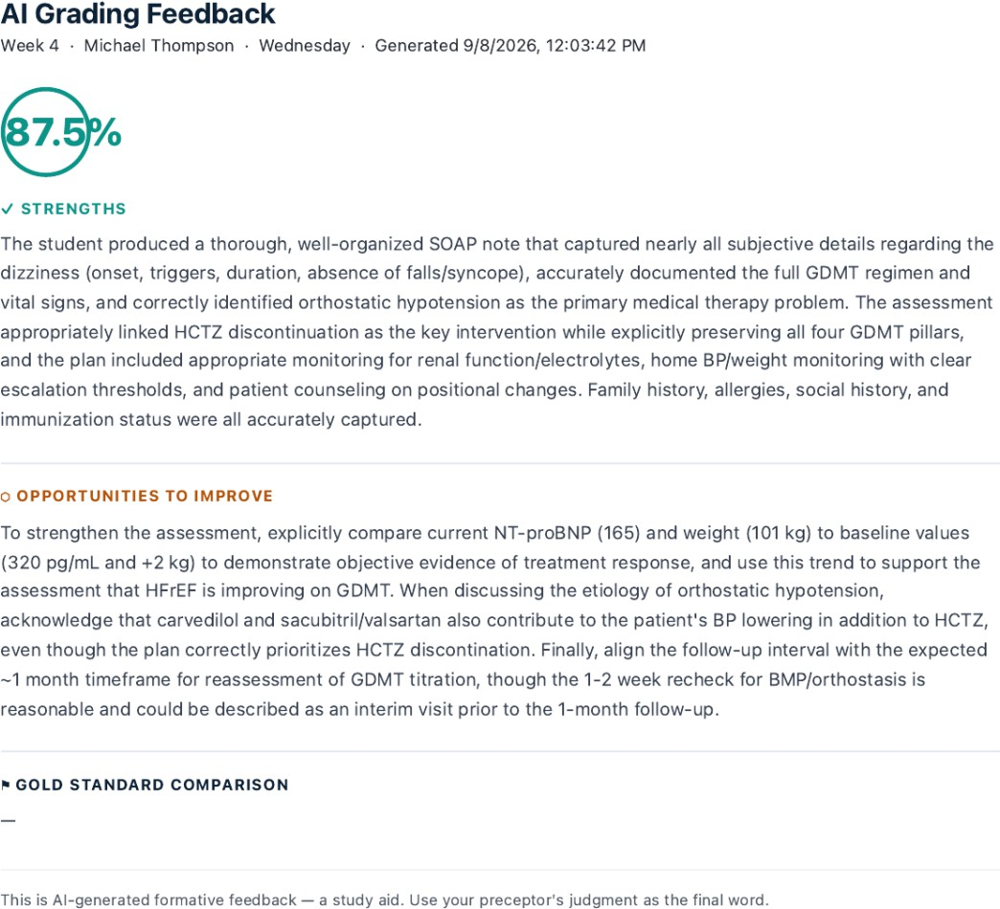 AI Grading Feedback
Week 4 · Michael Thompson · Wednesday · Generated 9/8/2026, 12:03:42 PM
87.5%
✓ STRENGTHS
The student produced a thorough, well-organized SOAP note that captured nearly all subjective details regarding the
dizziness (onset, triggers, duration, absence of falls/syncope), accurately documented the full GDMT regimen and
vital signs, and correctly identified orthostatic hypotension as the primary medical therapy problem. The assessment
appropriately linked HCTZ discontinuation as the key intervention while explicitly preserving all four GDMT pillars,
and the plan included appropriate monitoring for renal function/electrolytes, home BP/weight monitoring with clear
escalation thresholds, and patient counseling on positional changes. Family history, allergies, social history, and
immunization status were all accurately captured.
⬡ OPPORTUNITIES TO IMPROVE
To strengthen the assessment, explicitly compare current NT-proBNP (165) and weight (101 kg) to baseline values
(320 pg/mL and +2 kg) to demonstrate objective evidence of treatment response, and use this trend to support the
assessment that HFrEF is improving on GDMT. When discussing the etiology of orthostatic hypotension,
acknowledge that carvedilol and sacubitril/valsartan also contribute to the patient's BP lowering in addition to HCTZ,
even though the plan correctly prioritizes HCTZ discontinuation. Finally, align the follow-up interval with the expected
~1 month timeframe for reassessment of GDMT titration, though the 1-2 week recheck for BMP/orthostasis is
reasonable and could be described as an interim visit prior to the 1-month follow-up.
⚑ GOLD STANDARD COMPARISON
—
This is AI-generated formative feedback — a study aid. Use your preceptor's judgment as the final word.